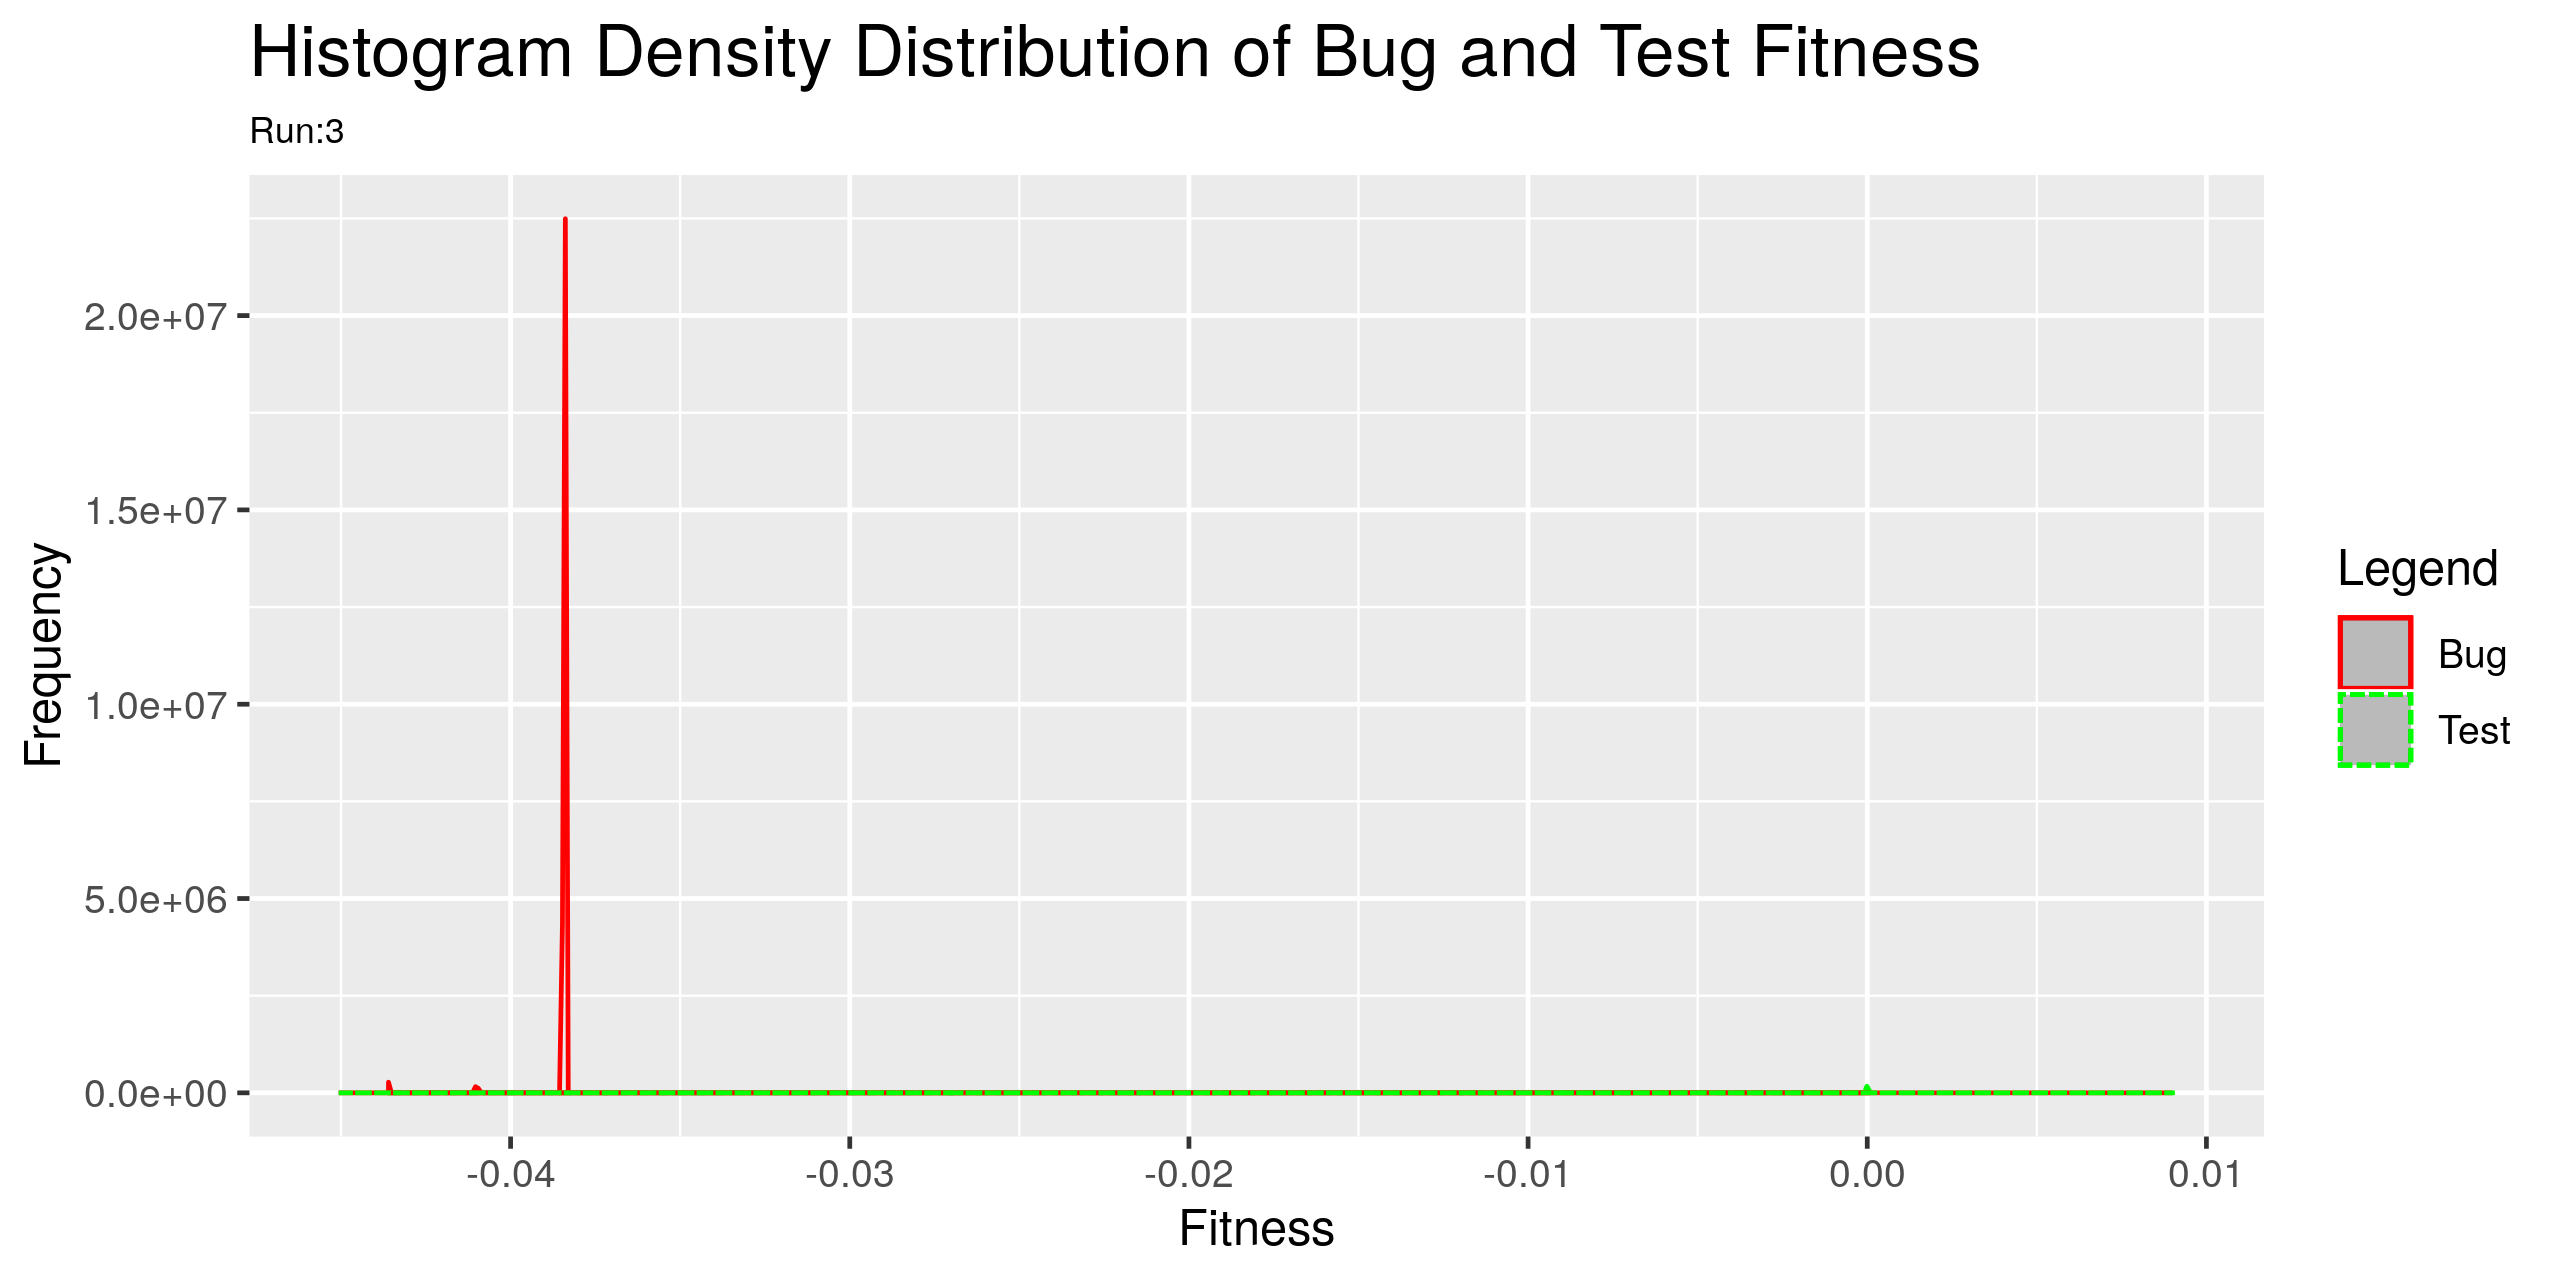 Histogram Density Distribution of Bug and Test Fitness
Run:3
Frequency
2.0e+07
1.5e+07
1.0e+07
5.0e+06
0.0e+00
-0.04
-0.03
-0.02
-0.01
0.00
0.01
Fitness
Legend
Bug
Test